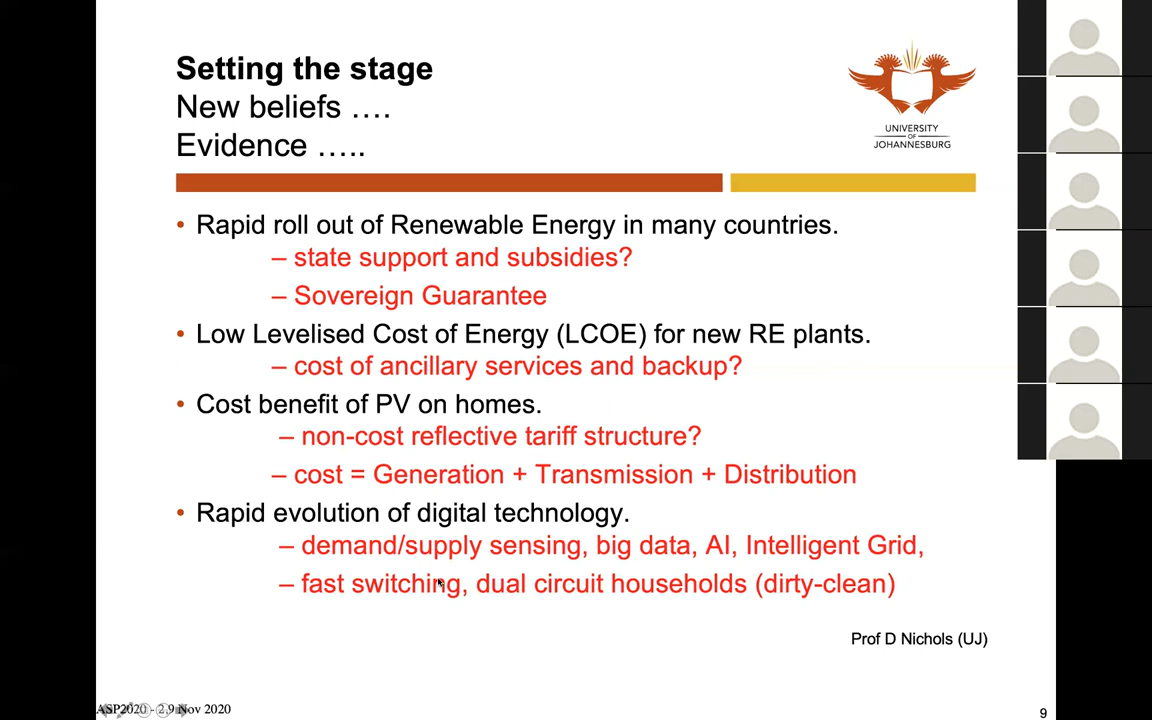 Setting the stage
New beliefs ….
Evidence …..
UNIVERSITY
OF
JOHANNESBURG
• Rapid roll out of Renewable Energy in many countries.
– state support and subsidies?
– Sovereign Guarantee
• Low Levelised Cost of Energy (LCOE) for new RE plants.
– cost of ancillary services and backup?
• Cost benefit of PV on homes.
– non-cost reflective tariff structure?
– cost = Generation + Transmission + Distribution
• Rapid evolution of digital technology.
– demand/supply sensing, big data, AI, Intelligent Grid,
– fast switching, dual circuit households (dirty-clean)
Prof D Nichols (UJ)
ASP2020 - Nov 2020
9